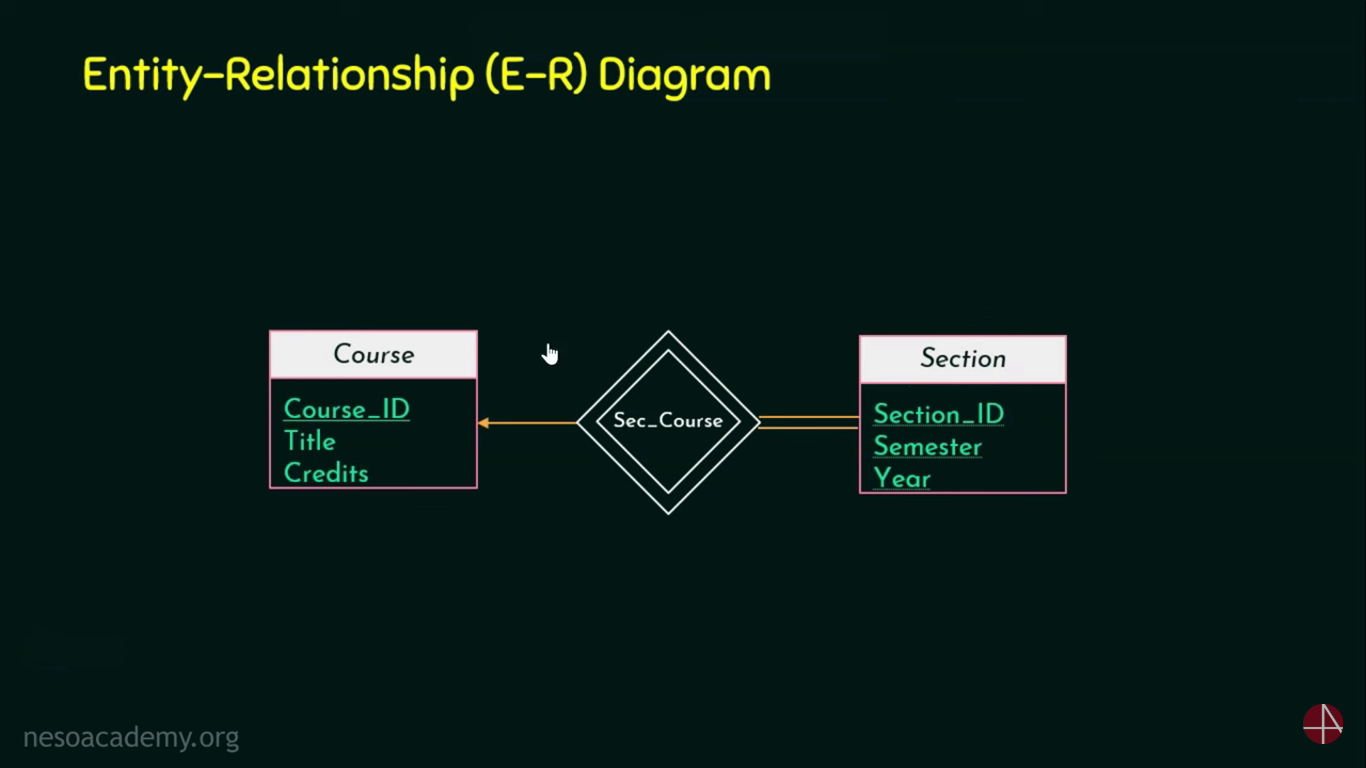 Entity-Relationship (E-R) Diagram
Course
Course_ID
Title
Credits
Sec_Course
Section
Section_ID
Semester
Year
nesoacademy.org